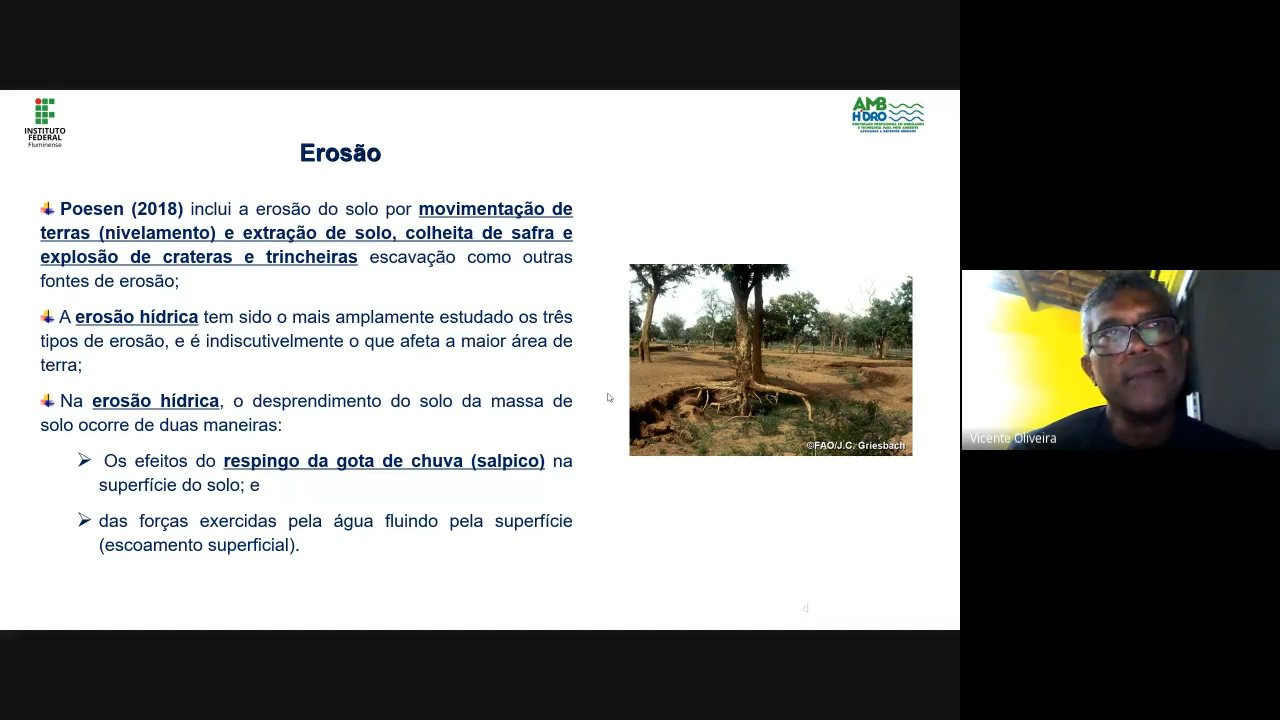 INSTITUTO
FEDERAL
Fluminense
AMB
HIDRO
Erosão
Poesen (2018) inclui a erosão do solo por movimentação de
terras (nivelamento) e extração de solo, colheita de safra e
explosão de crateras e trincheiras escavação como outras
fontes de erosão;
A erosão hídrica tem sido o mais amplamente estudado os três
tipos de erosão, e é indiscutivelmente o que afeta a maior área de
terra;
Na erosão hídrica, o desprendimento do solo da massa de
solo ocorre de duas maneiras:
Os efeitos do respingo da gota de chuva (salpico) na
superfície do solo; e
das forças exercidas pela água fluindo pela superfície
(escoamento superficial).
©FAO/J.C. Griesbach
4
Vicente Oliveira